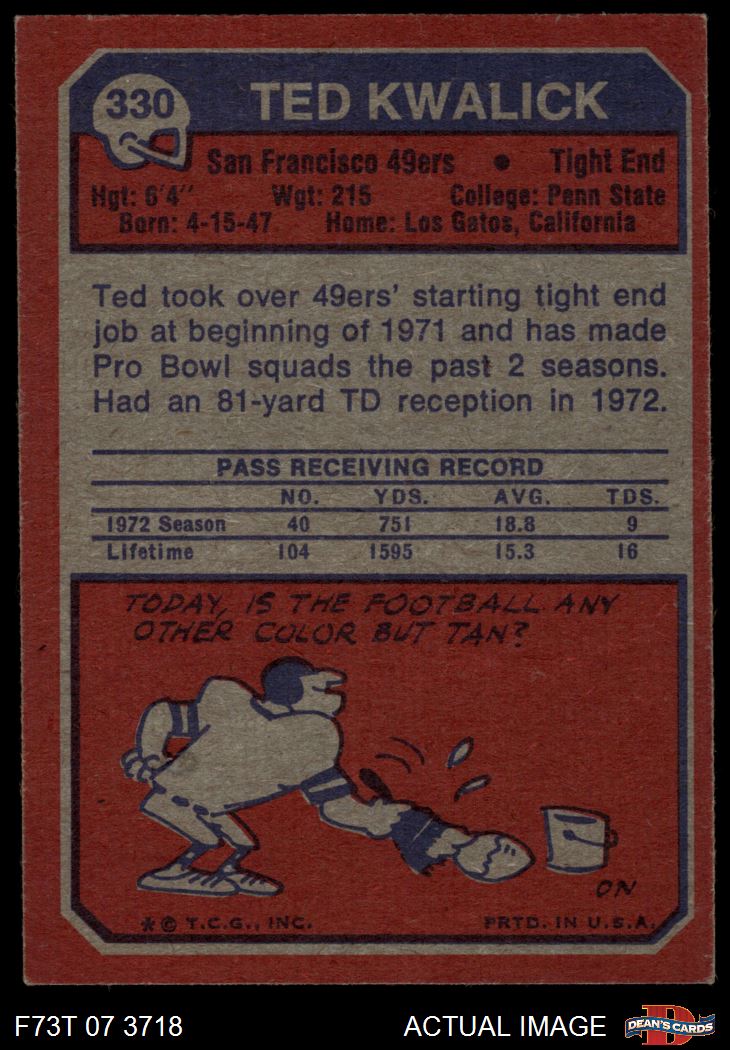 330
TED KWALICK
San Francisco 49ers • Tight End
Hgt: 6'4" Wgt: 215 College: Penn State
Born: 4-15-47 Home: Los Gatos, California
Ted took over 49ers' starting tight end
job at beginning of 1971 and has made
Pro Bowl squads the past 2 seasons.
Had an 81-yard TD reception in 1972.
PASS RECEIVING RECORD
NO. YDS. AVG. TDS.
1972 Season 40 751 18.8 9
Lifetime 104 1595 15.3 16
TODAY, IS THE FOOTBALL ANY
OTHER COLOR BUT TAN?
ON
* © T.C.G., INC. PRTD. IN U.S.A.
F73T 07 3718 ACTUAL IMAGE D DEAN'S CARDS